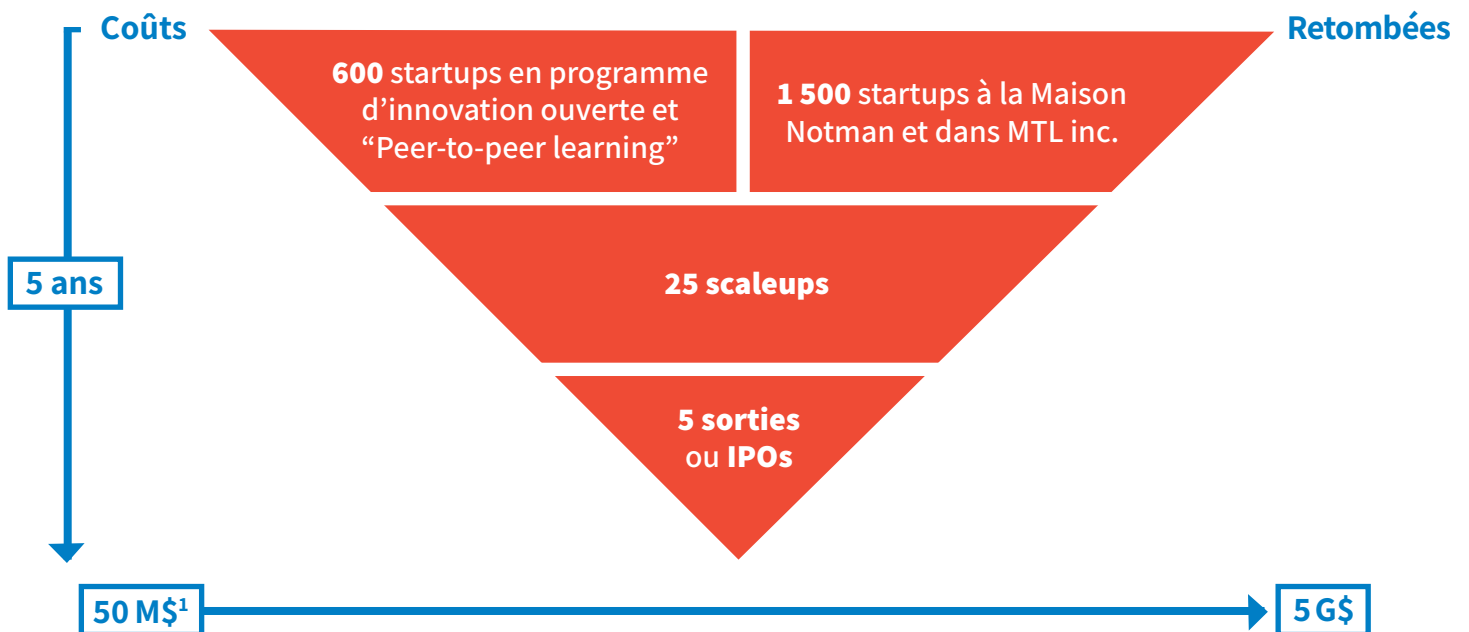 Coûts
Retombées
600 startups en programme
d’innovation ouverte et
“Peer-to-peer learning”
1 500 startups à la Maison
Notman et dans MTL inc.
5 ans
25 scaleups
5 sorties
ou IPOs
50 M$¹
5 G$